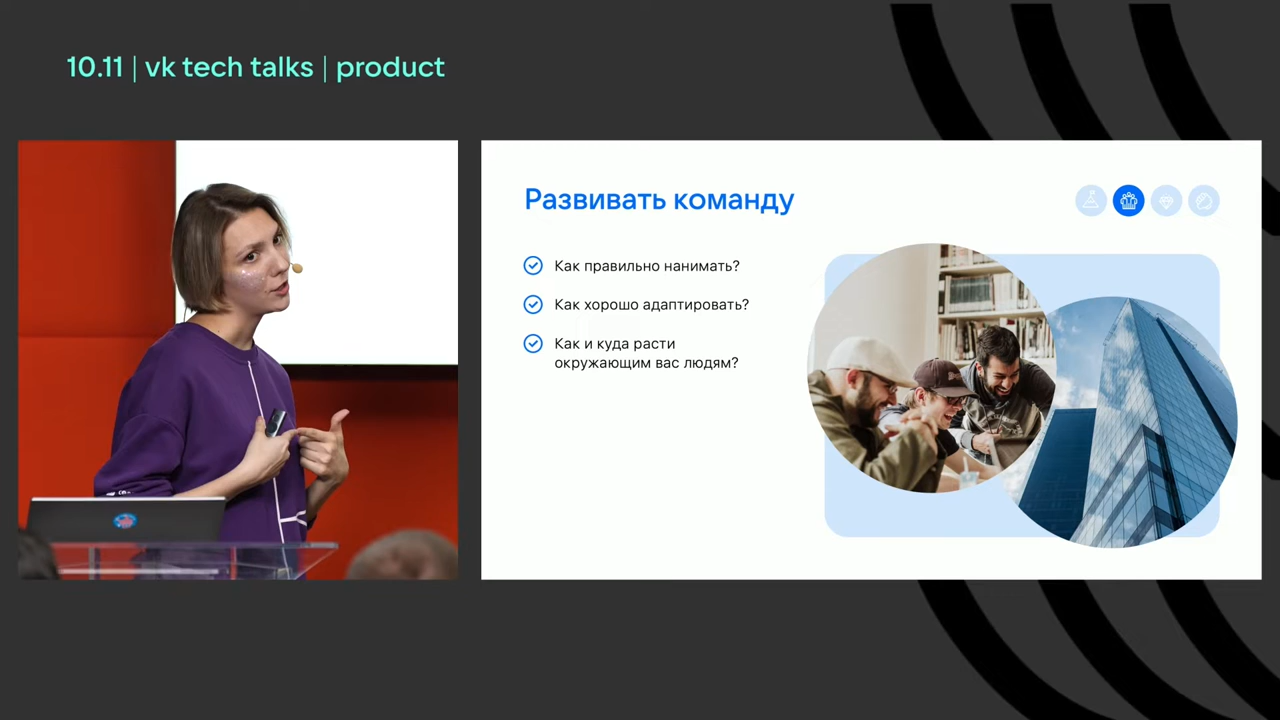 10.11 | vk tech talks | product
Развивать команду
Как правильно нанимать?
Как хорошо адаптировать?
Как и куда расти
окружающим вас людям?